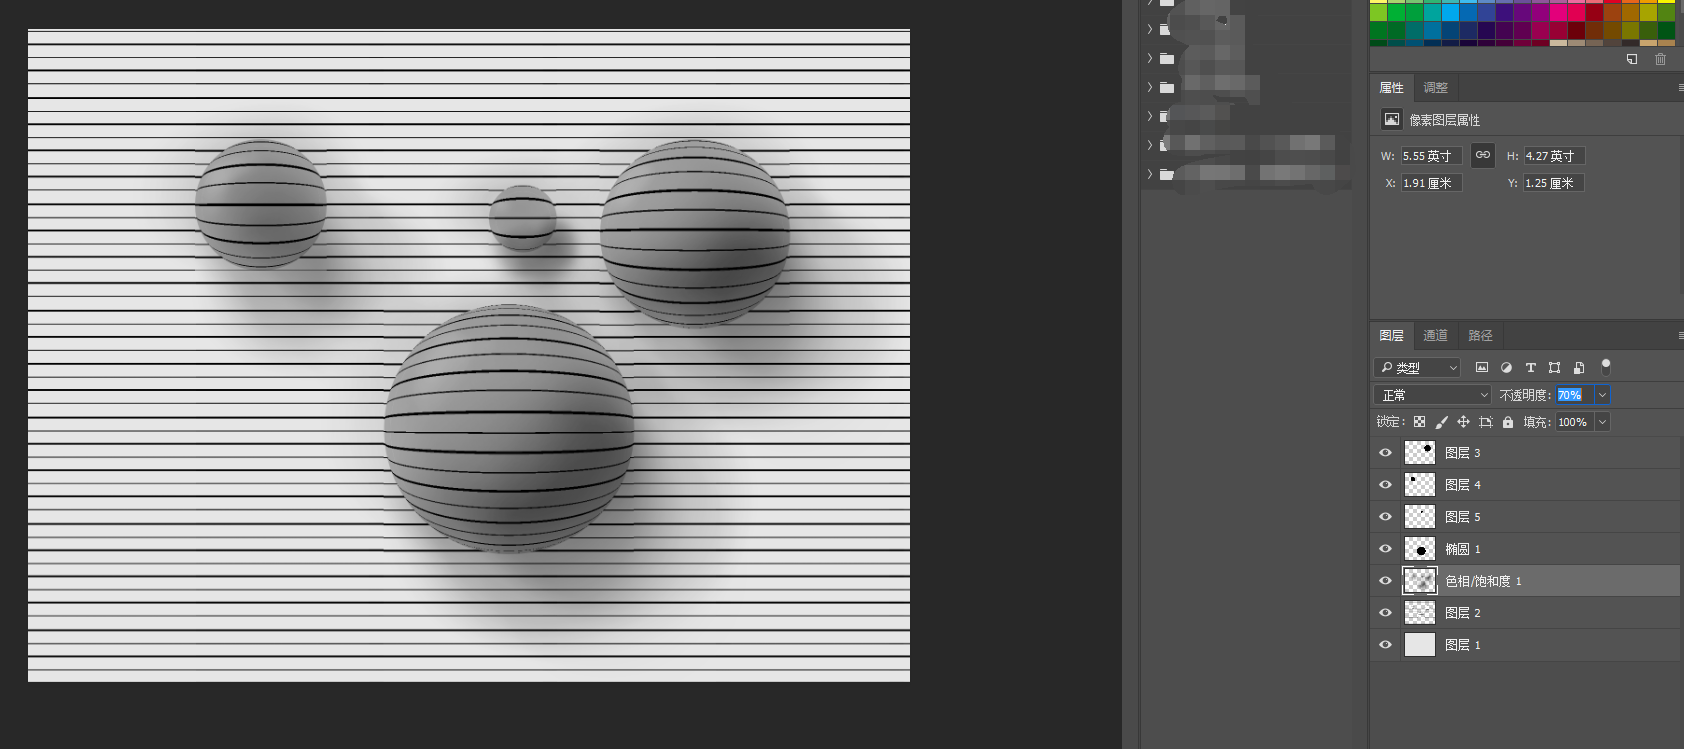 属性 调整
像素图层属性
W: 5.55 英寸 H: 4.27 英寸
X: 1.91 厘米 Y: 1.25 厘米
图层 通道 路径
类型
正常 不透明度: 70%
锁定: 填充: 100%
图层 3
图层 4
图层 5
椭圆 1
色相/饱和度 1
图层 2
图层 1